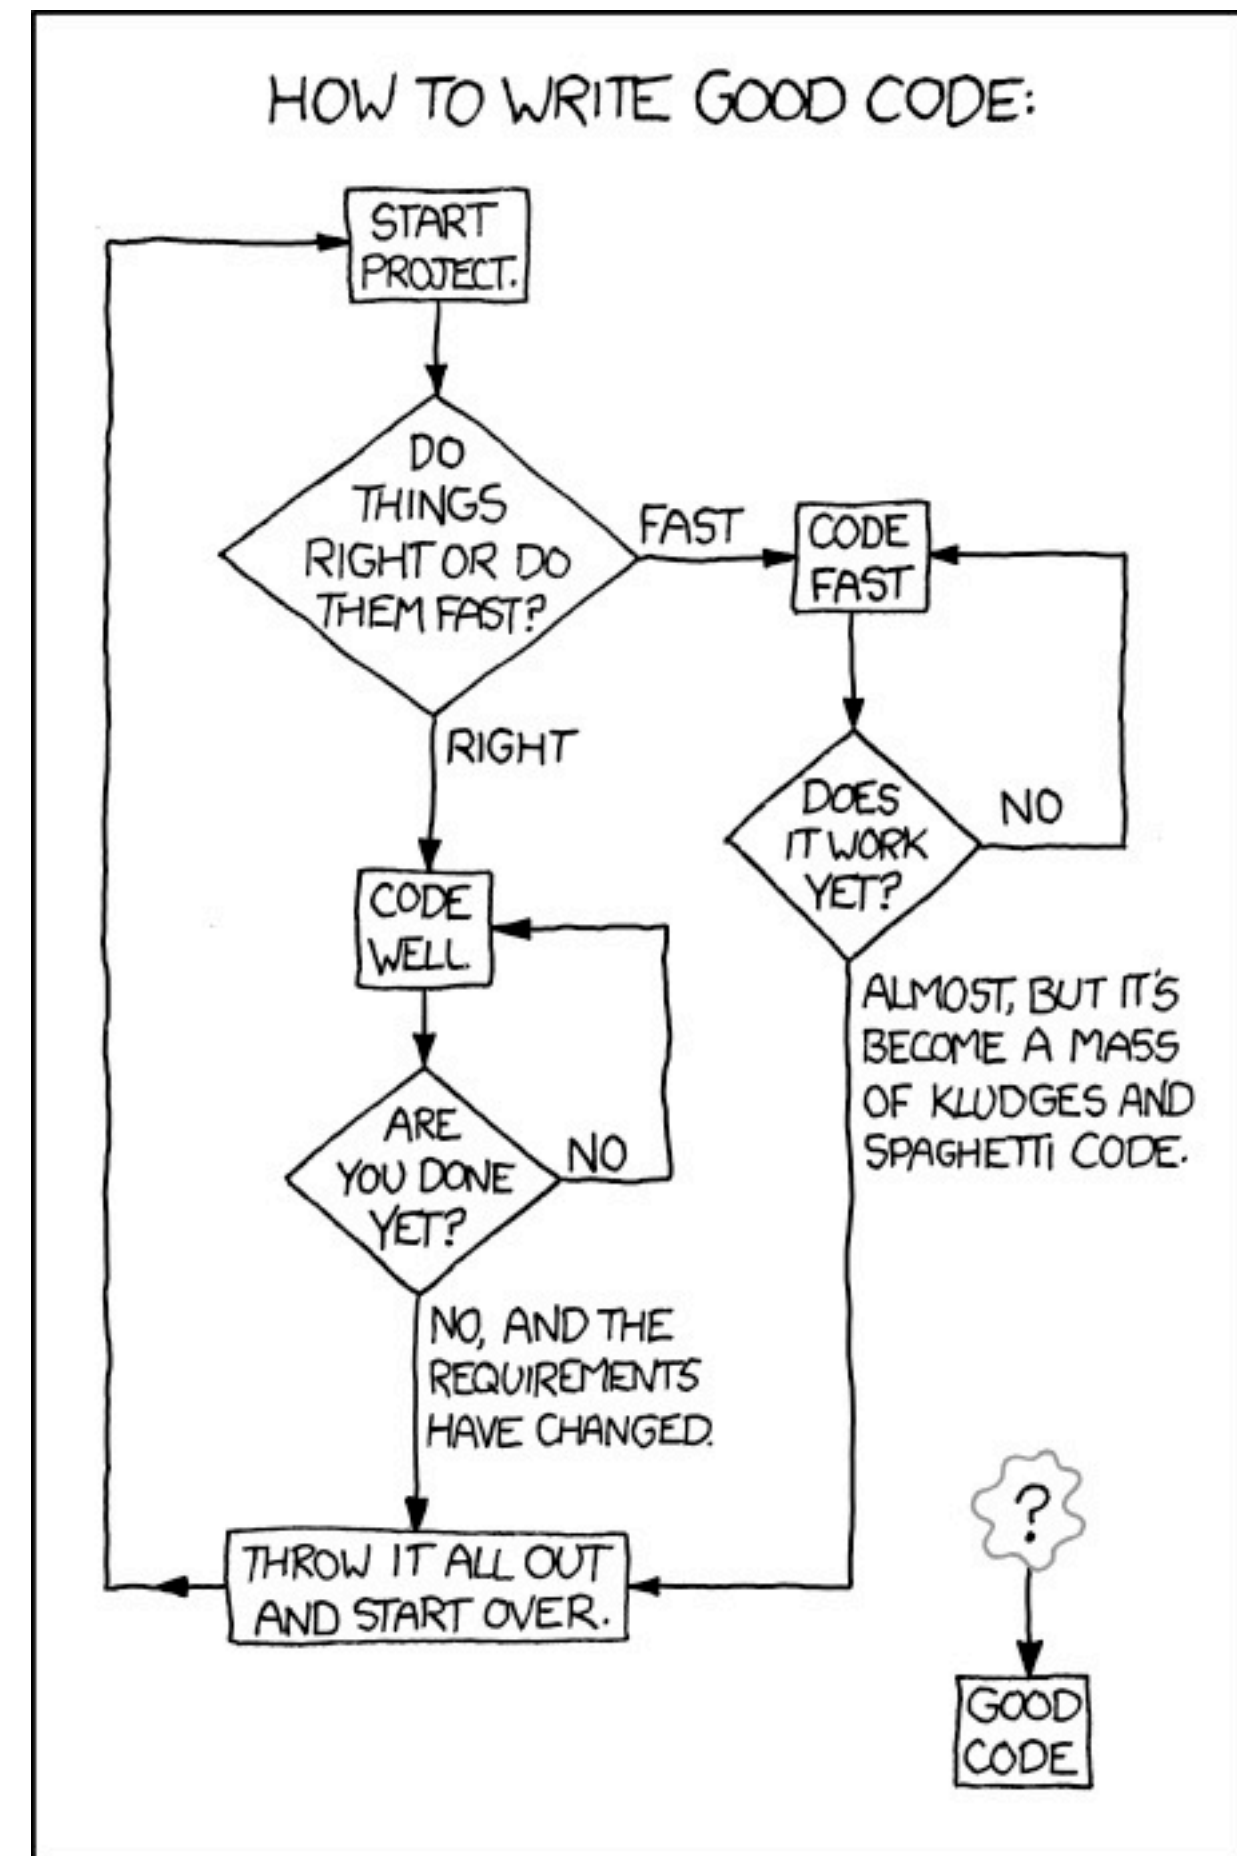 HOW TO WRITE GOOD CODE:
START
PROJECT.
DO
THINGS
RIGHT OR DO
THEM FAST?
FAST
CODE
FAST
RIGHT
DOES
IT WORK
YET?
NO
CODE
WELL.
ALMOST, BUT IT'S
BECOME A MASS
OF KLUDGES AND
SPAGHETTI CODE.
ARE
YOU DONE
YET?
NO
NO, AND THE
REQUIREMENTS
HAVE CHANGED.
THROW IT ALL OUT
AND START OVER.
?
GOOD
CODE